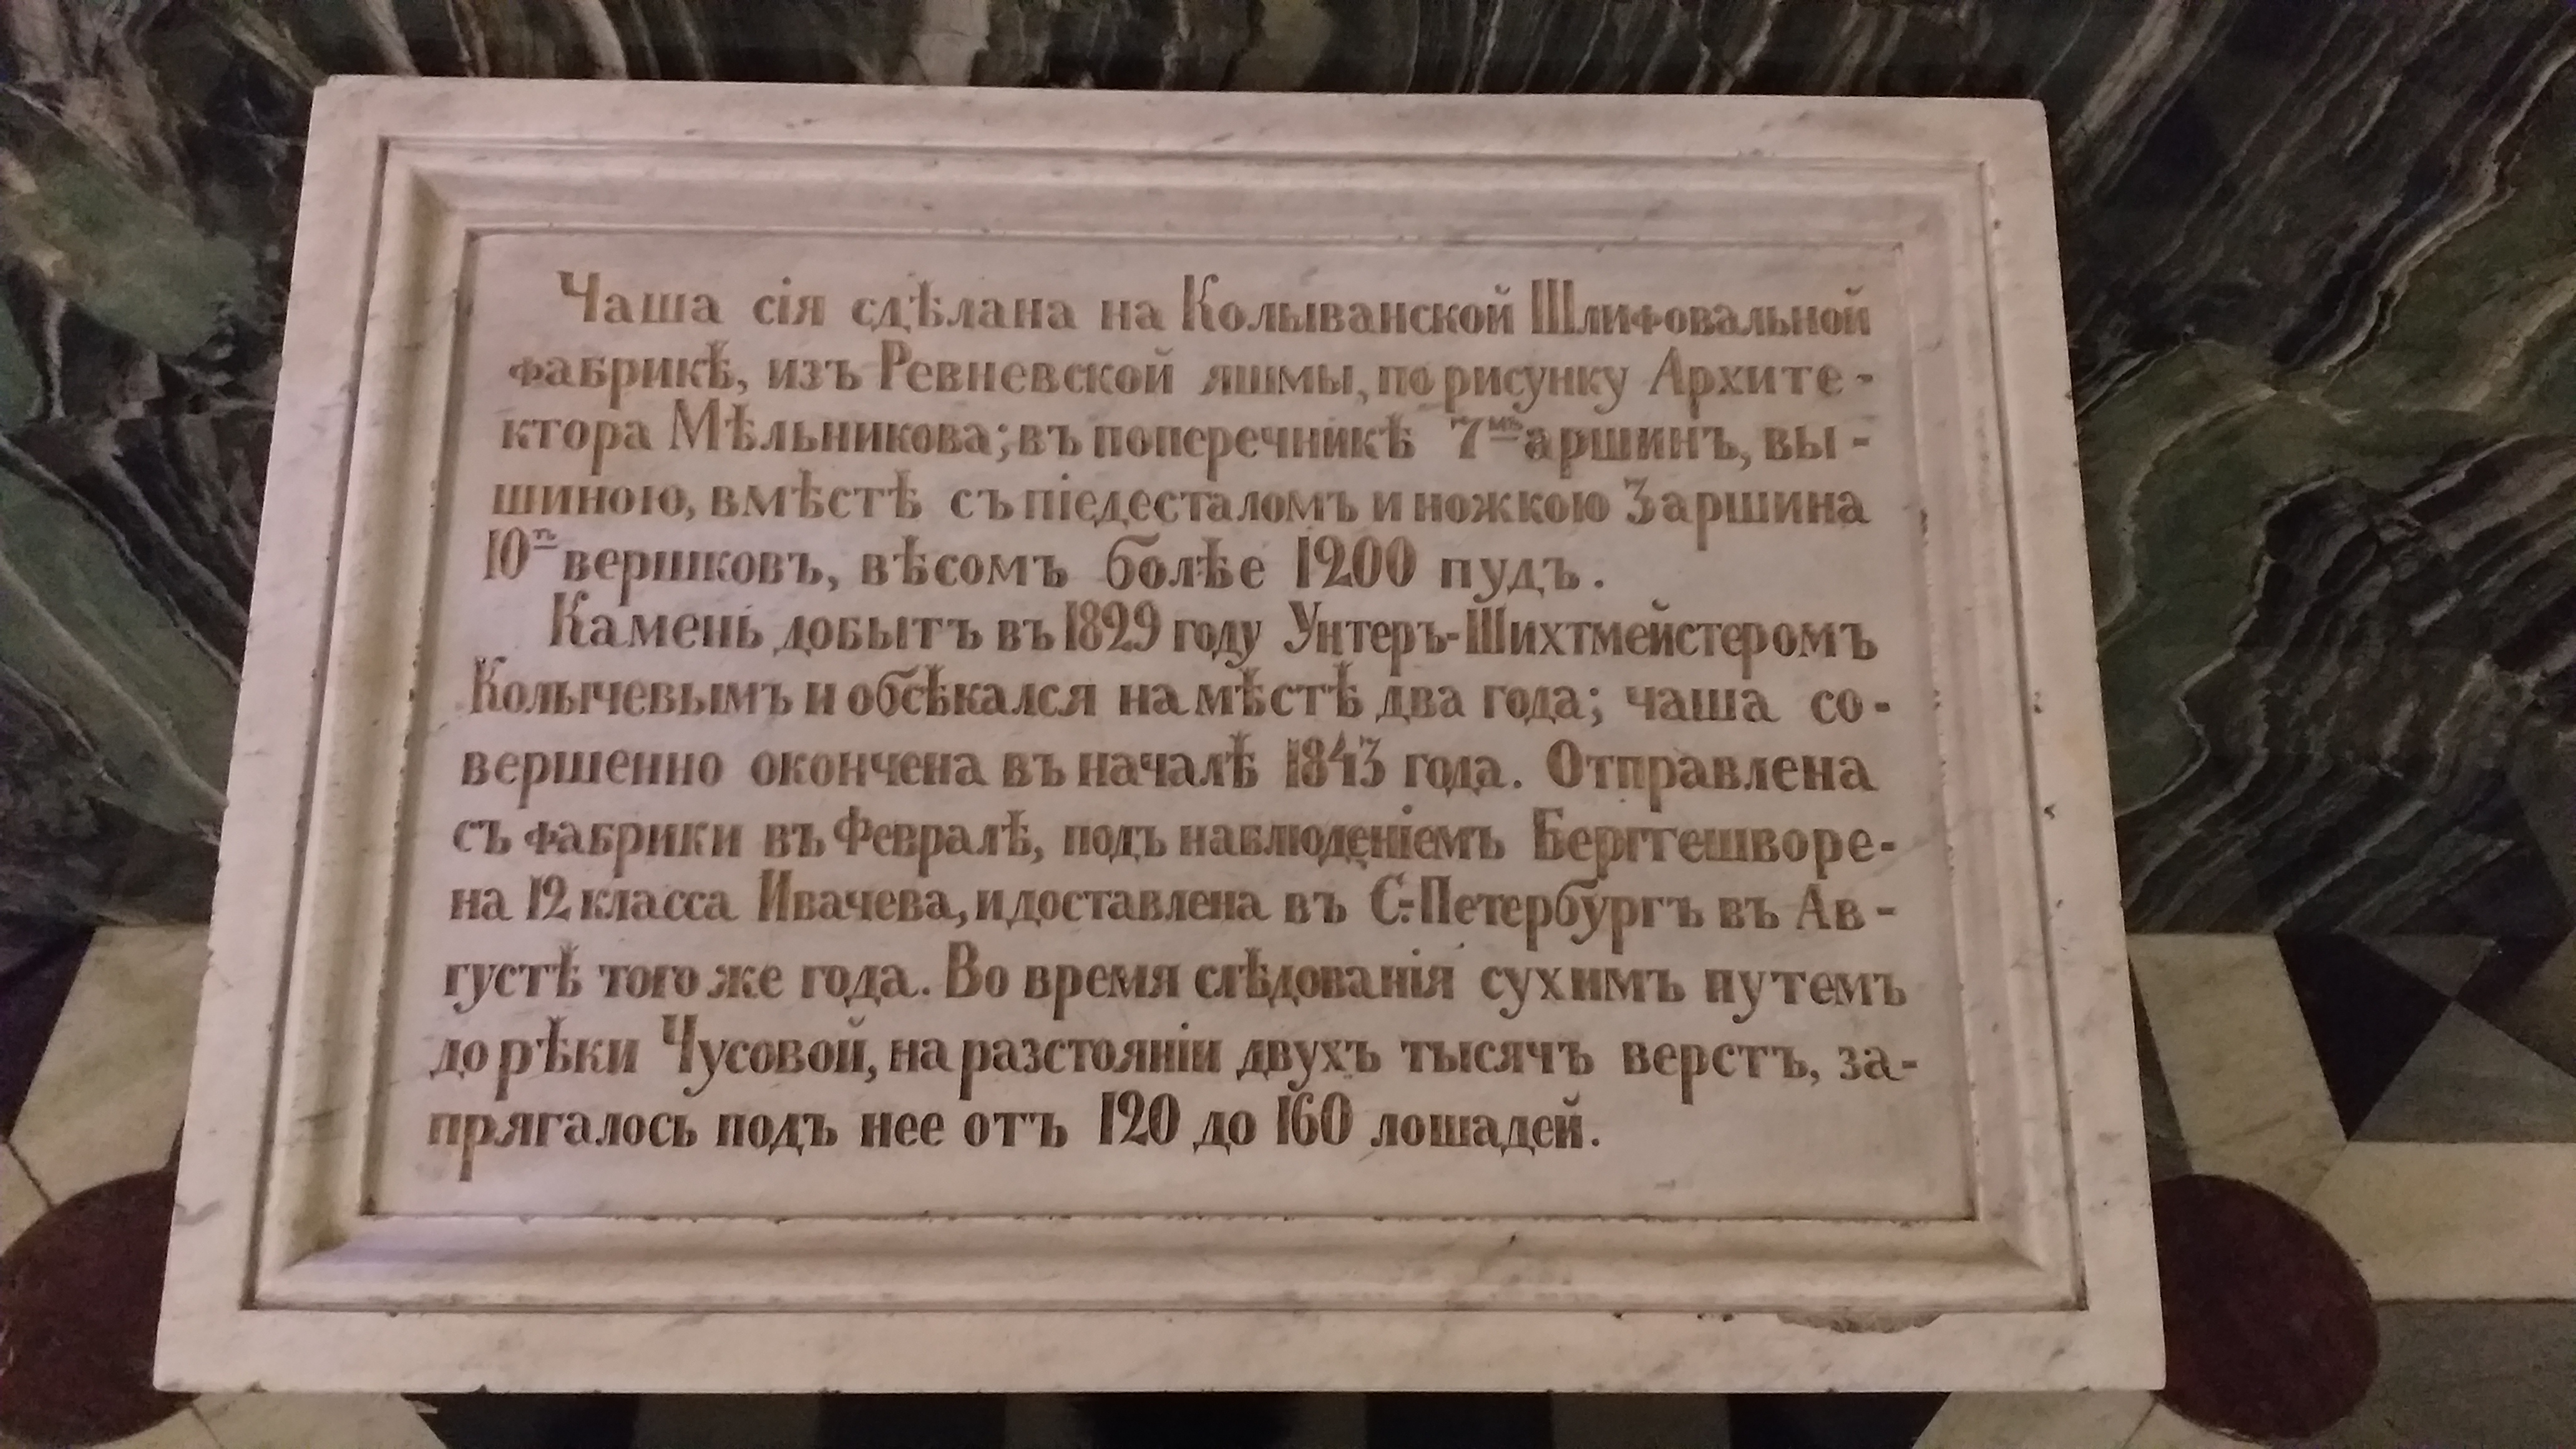 Чаша сія сдѣлана на Колыванской Шлифовальной
фабрикѣ, изъ Ревневской яшмы, по рисунку Архите-
ктора Мѣльникова; въ поперечникѣ 7мъ аршинъ, вы-
шиною, вмѣстѣ съ піедесталомъ и ножкою 3 аршина
10ть вершковъ, вѣсомъ болѣе 1200 пудъ.
Камень добытъ въ 1829 году Унтеръ-Шихтмейстеромъ
Колычевымъ и обсѣкался на мѣстѣ два года; чаша со-
вершенно окончена въ началѣ 1843 года. Отправлена
съ фабрики въ Февралѣ, подъ наблюденіемъ Берггешворе-
на 12 класса Ивачева, и доставлена въ С.-Петербургъ въ Ав-
густѣ того же года. Во время слѣдованія сухимъ путемъ
до рѣки Чусовой, на разстояніи двухъ тысячъ верстъ, за-
прягалось подъ нее отъ 120 до 160 лошадей.